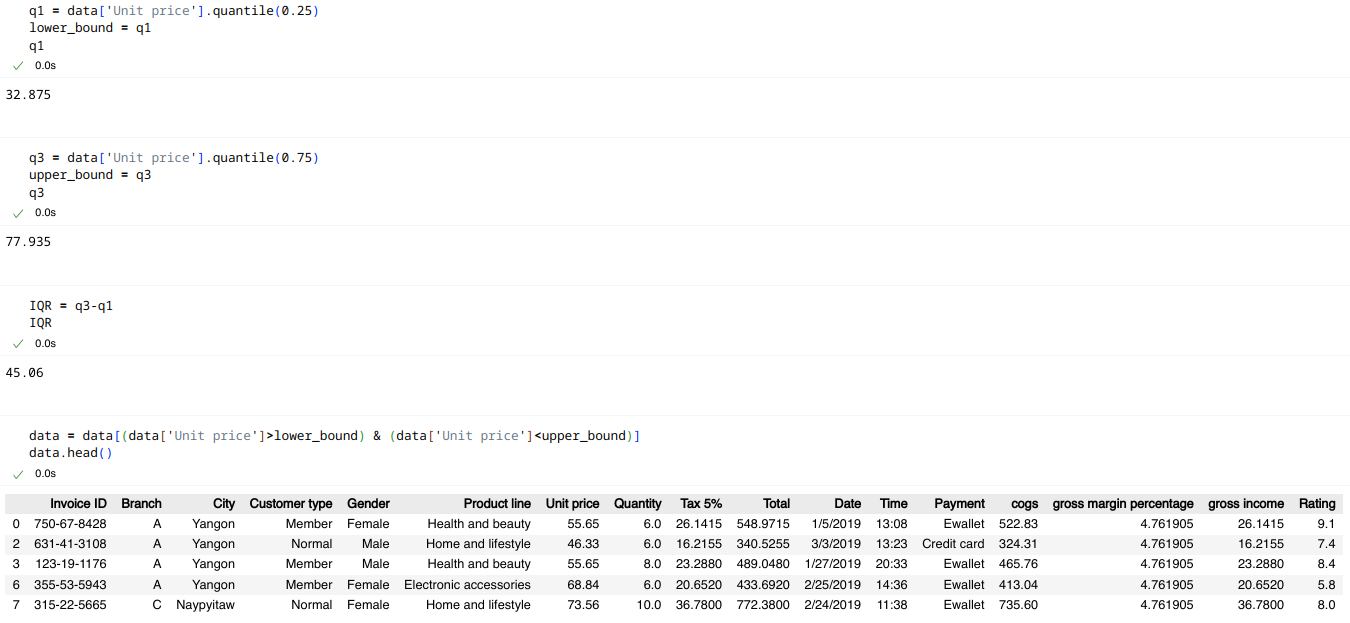 q1 = data['Unit price'].quantile(0.25)
lower_bound = q1
q1
0.0s
32.875
q3 = data['Unit price'].quantile(0.75)
upper_bound = q3
q3
0.0s
77.935
IQR = q3-q1
IQR
0.0s
45.06
data = data[(data['Unit price']>lower_bound) & (data['Unit price']<upper_bound)]
data.head()
0.0s
Invoice ID Branch City Customer type Gender Product line Unit price Quantity Tax 5% Total Date Time Payment cogs gross margin percentage gross income Rating
0 750-67-8428 A Yangon Member Female Health and beauty 55.65 6.0 26.1415 548.9715 1/5/2019 13:08 Ewallet 522.83 4.761905 26.1415 9.1
2 631-41-3108 A Yangon Normal Male Home and lifestyle 46.33 6.0 16.2155 340.5255 3/3/2019 13:23 Credit card 324.31 4.761905 16.2155 7.4
3 123-19-1176 A Yangon Member Male Health and beauty 55.65 8.0 23.2880 489.0480 1/27/2019 20:33 Ewallet 465.76 4.761905 23.2880 8.4
6 355-53-5943 A Yangon Member Female Electronic accessories 68.84 6.0 20.6520 433.6920 2/25/2019 14:36 Ewallet 413.04 4.761905 20.6520 5.8
7 315-22-5665 C Naypyitaw Normal Female Home and lifestyle 73.56 10.0 36.7800 772.3800 2/24/2019 11:38 Ewallet 735.60 4.761905 36.7800 8.0